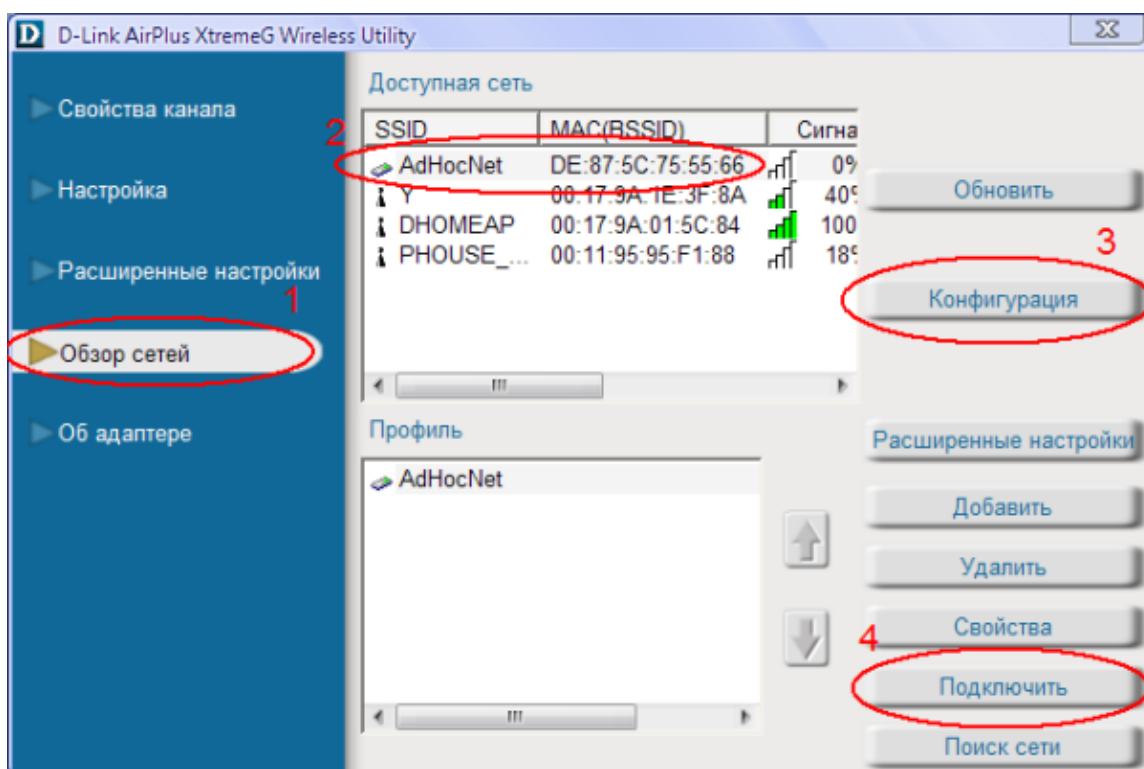 D-Link AirPlus XtremeG Wireless Utility
Свойства канала
Настройка
Расширенные настройки
1
Обзор сетей
Об адаптере
Доступная сеть
2
SSID MAC(BSSID) Сигна
AdHocNet DE:87:5C:75:55:66 0%
Y 00:17:9A:1E:3F:8A 40%
DHOMEAP 00:17:9A:01:5C:84 100
PHOUSE_... 00:11:95:95:F1:88 18%
Обновить
3
Конфигурация
Профиль
AdHocNet
Расширенные настройки
Добавить
Удалить
Свойства
4
Подключить
Поиск сети